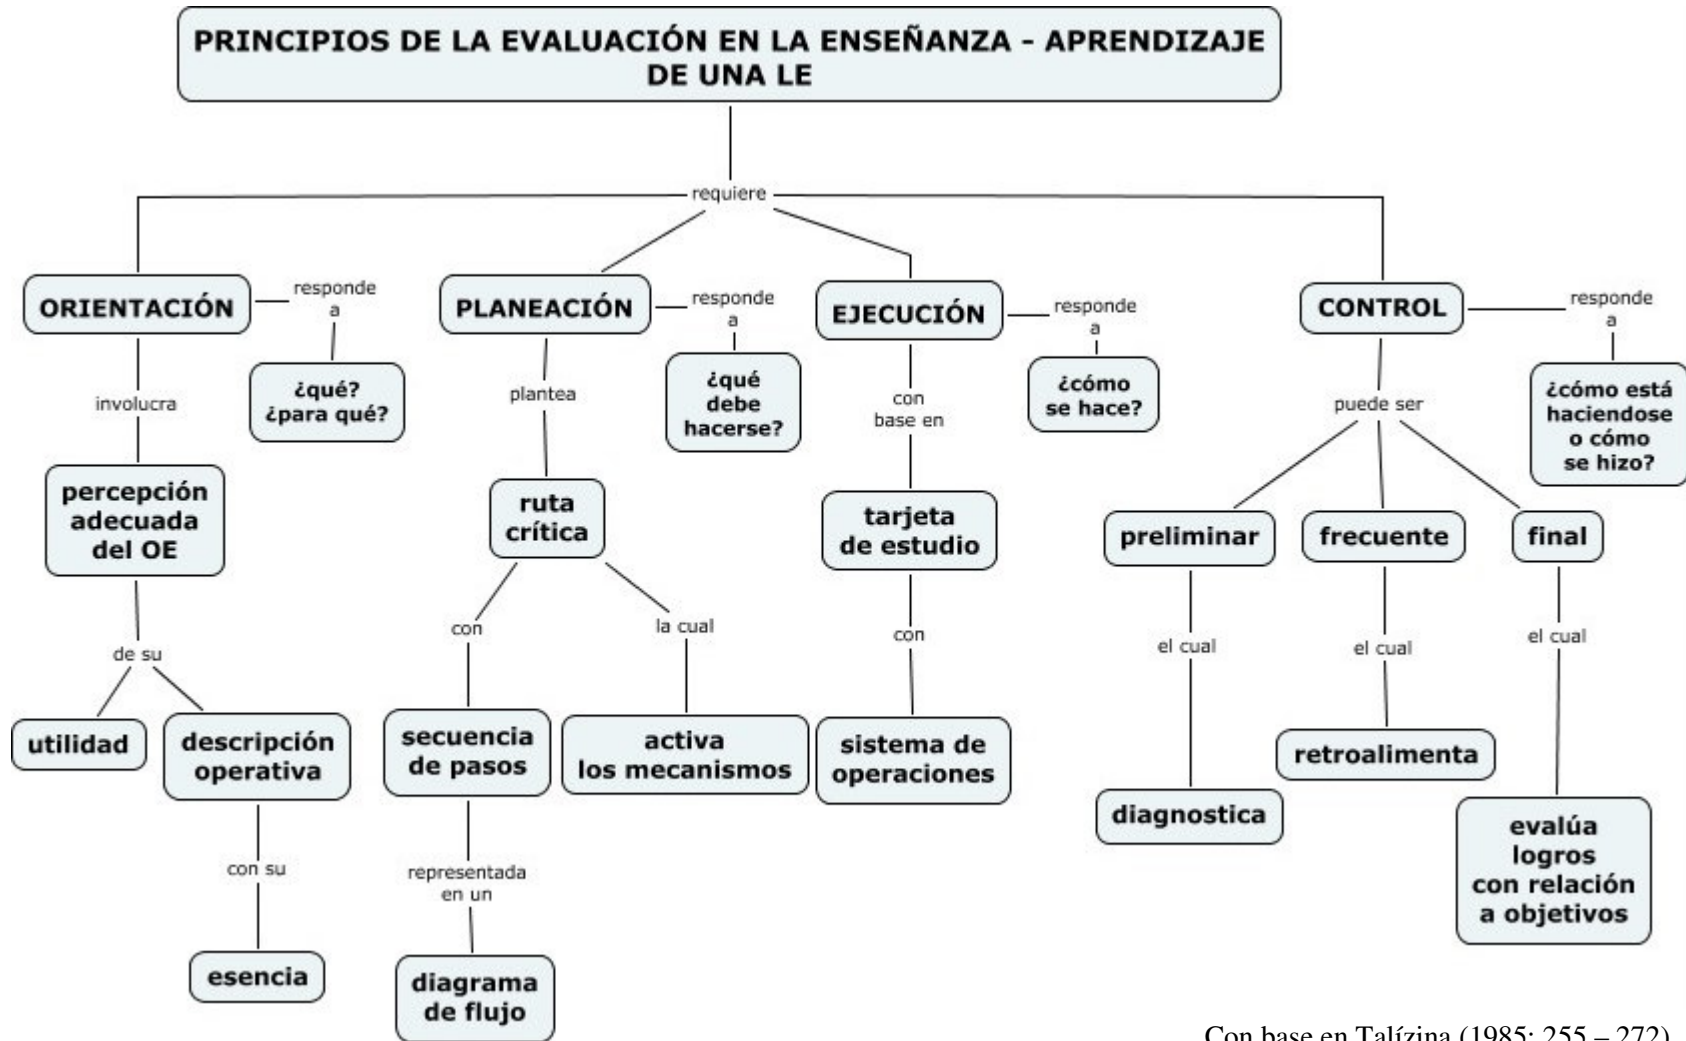 PRINCIPIOS DE LA EVALUACIÓN EN LA ENSEÑANZA - APRENDIZAJE
DE UNA LE
requiere
ORIENTACIÓN
responde
a
¿qué?
¿para qué?
involucra
percepción
adecuada
del OE
de su
utilidad
descripción
operativa
con su
esencia
PLANEACIÓN
responde
a
¿qué
debe
hacerse?
plantea
ruta
crítica
con
la cual
secuencia
de pasos
activa
los mecanismos
representada
en un
diagrama
de flujo
EJECUCIÓN
responde
a
¿cómo
se hace?
con
base en
tarjeta
de estudio
con
sistema de
operaciones
CONTROL
responde
a
¿cómo está
haciendose
o cómo
se hizo?
puede ser
preliminar
frecuente
final
el cual
el cual
el cual
diagnostica
retroalimenta
evalúa
logros
con relación
a objetivos
Con base en Talízina (1985: 255 – 272)